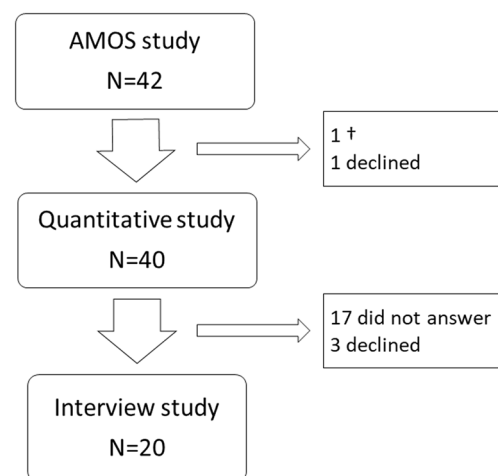 AMOS study
N=42
1 †
1 declined
Quantitative study
N=40
17 did not answer
3 declined
Interview study
N=20